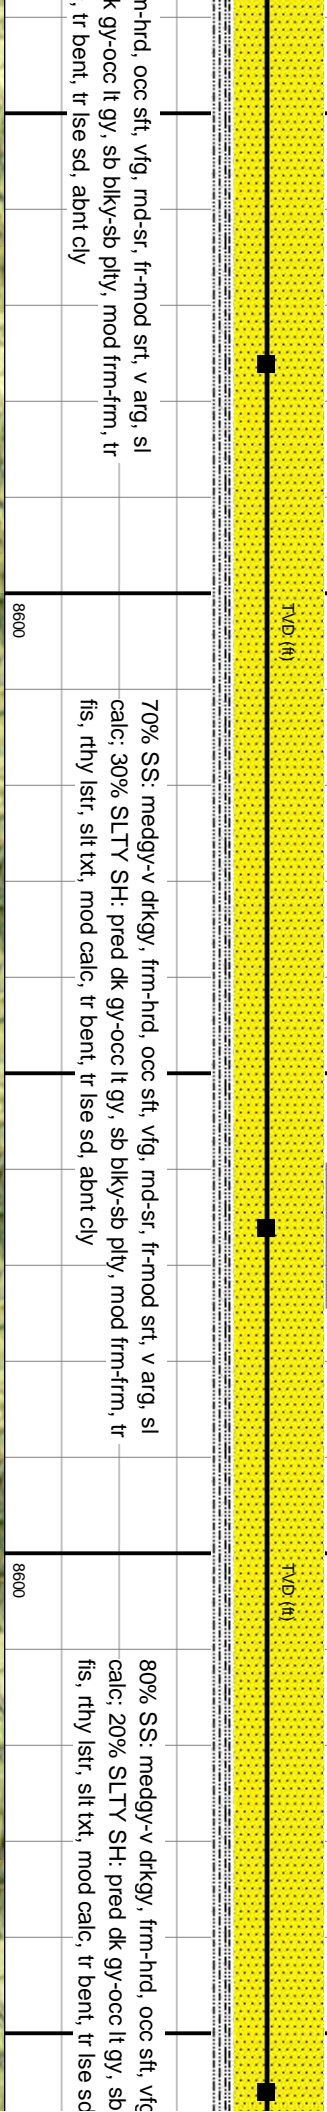 m-hrd, occ sft, vfg, rnd-sr, fr-mod srt, v arg, sl
k gy-occ lt gy, sb blky-sb plty, mod frm-frm, tr
, tr bent, tr lse sd, abnt cly
TVD: (ft)
8600
70% SS: medgy-v drkgy, frm-hrd, occ sft, vfg, rnd-sr, fr-mod srt, v arg, sl
calc; 30% SLTY SH: pred dk gy-occ lt gy, sb blky-sb plty, mod frm-frm, tr
fis, rthy lstr, slt txt, mod calc, tr bent, tr lse sd, abnt cly
TVD: (ft)
8600
80% SS: medgy-v drkgy, frm-hrd, occ sft, vfg
calc; 20% SLTY SH: pred dk gy-occ lt gy, sb
fis, rthy lstr, slt txt, mod calc, tr bent, tr lse sd